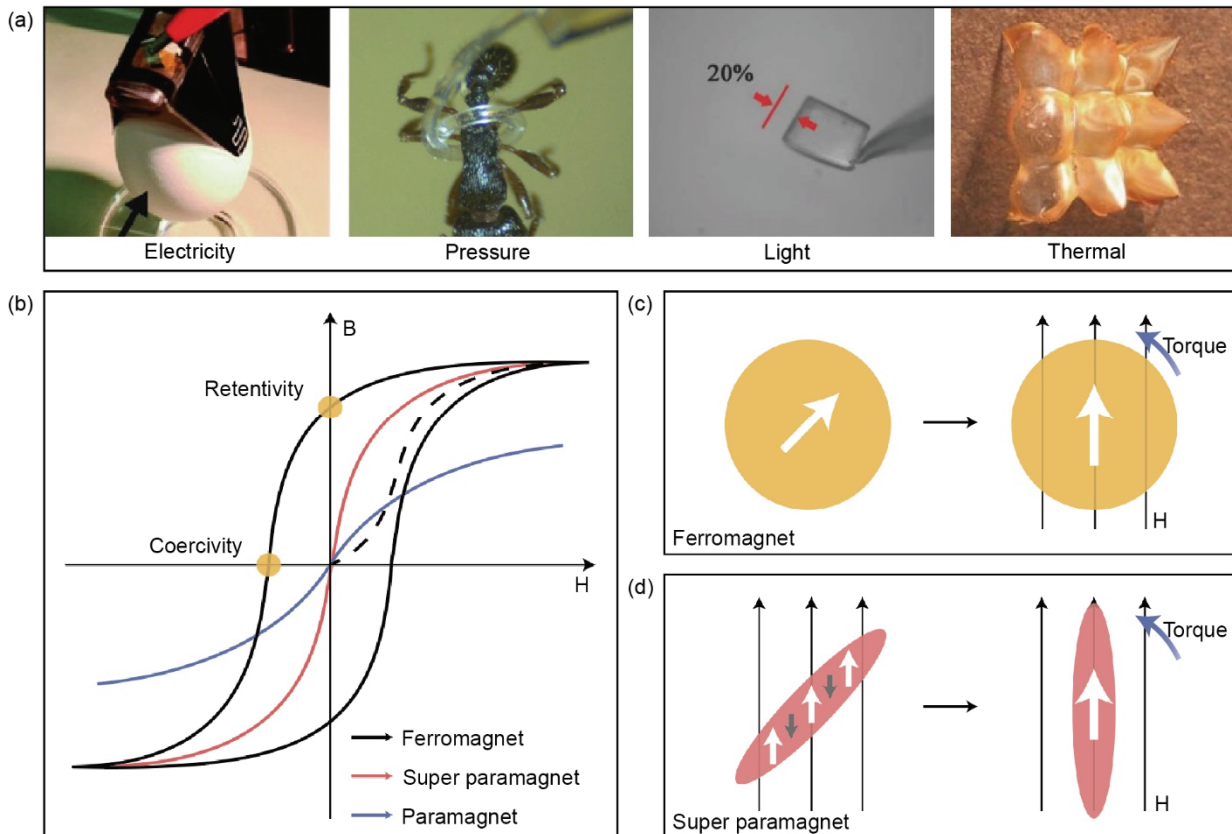 (a)
20%
Electricity
Pressure
Light
Thermal
(b)
B
Retentivity
Coercivity
H
Ferromagnet
Super paramagnet
Paramagnet
(c)
Torque
H
Ferromagnet
(d)
Torque
H
Super paramagnet